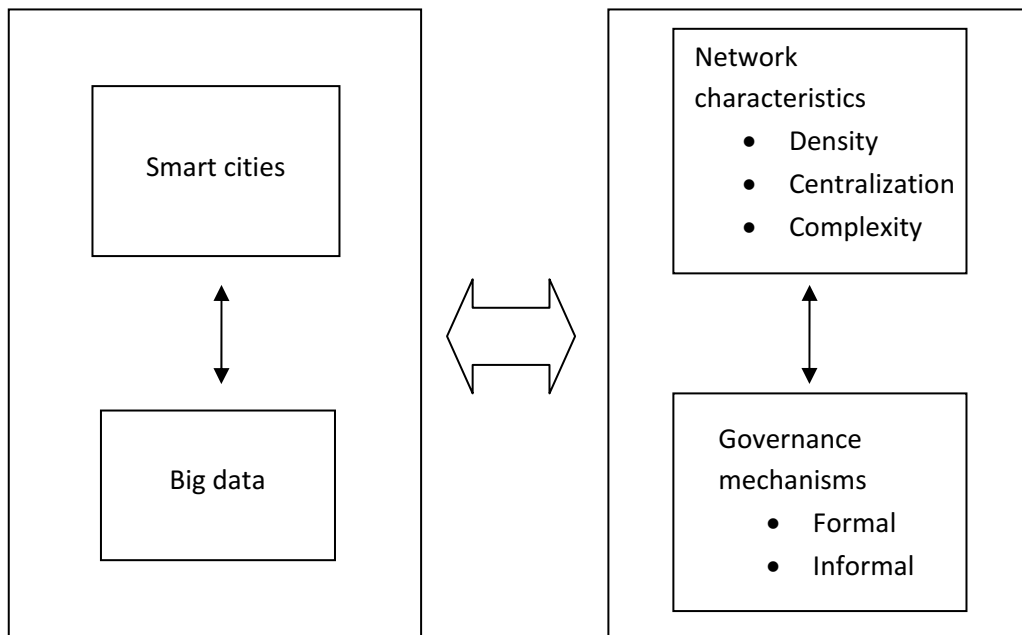 Smart cities
Big data
Network
characteristics
• Density
• Centralization
• Complexity
Governance
mechanisms
• Formal
• Informal